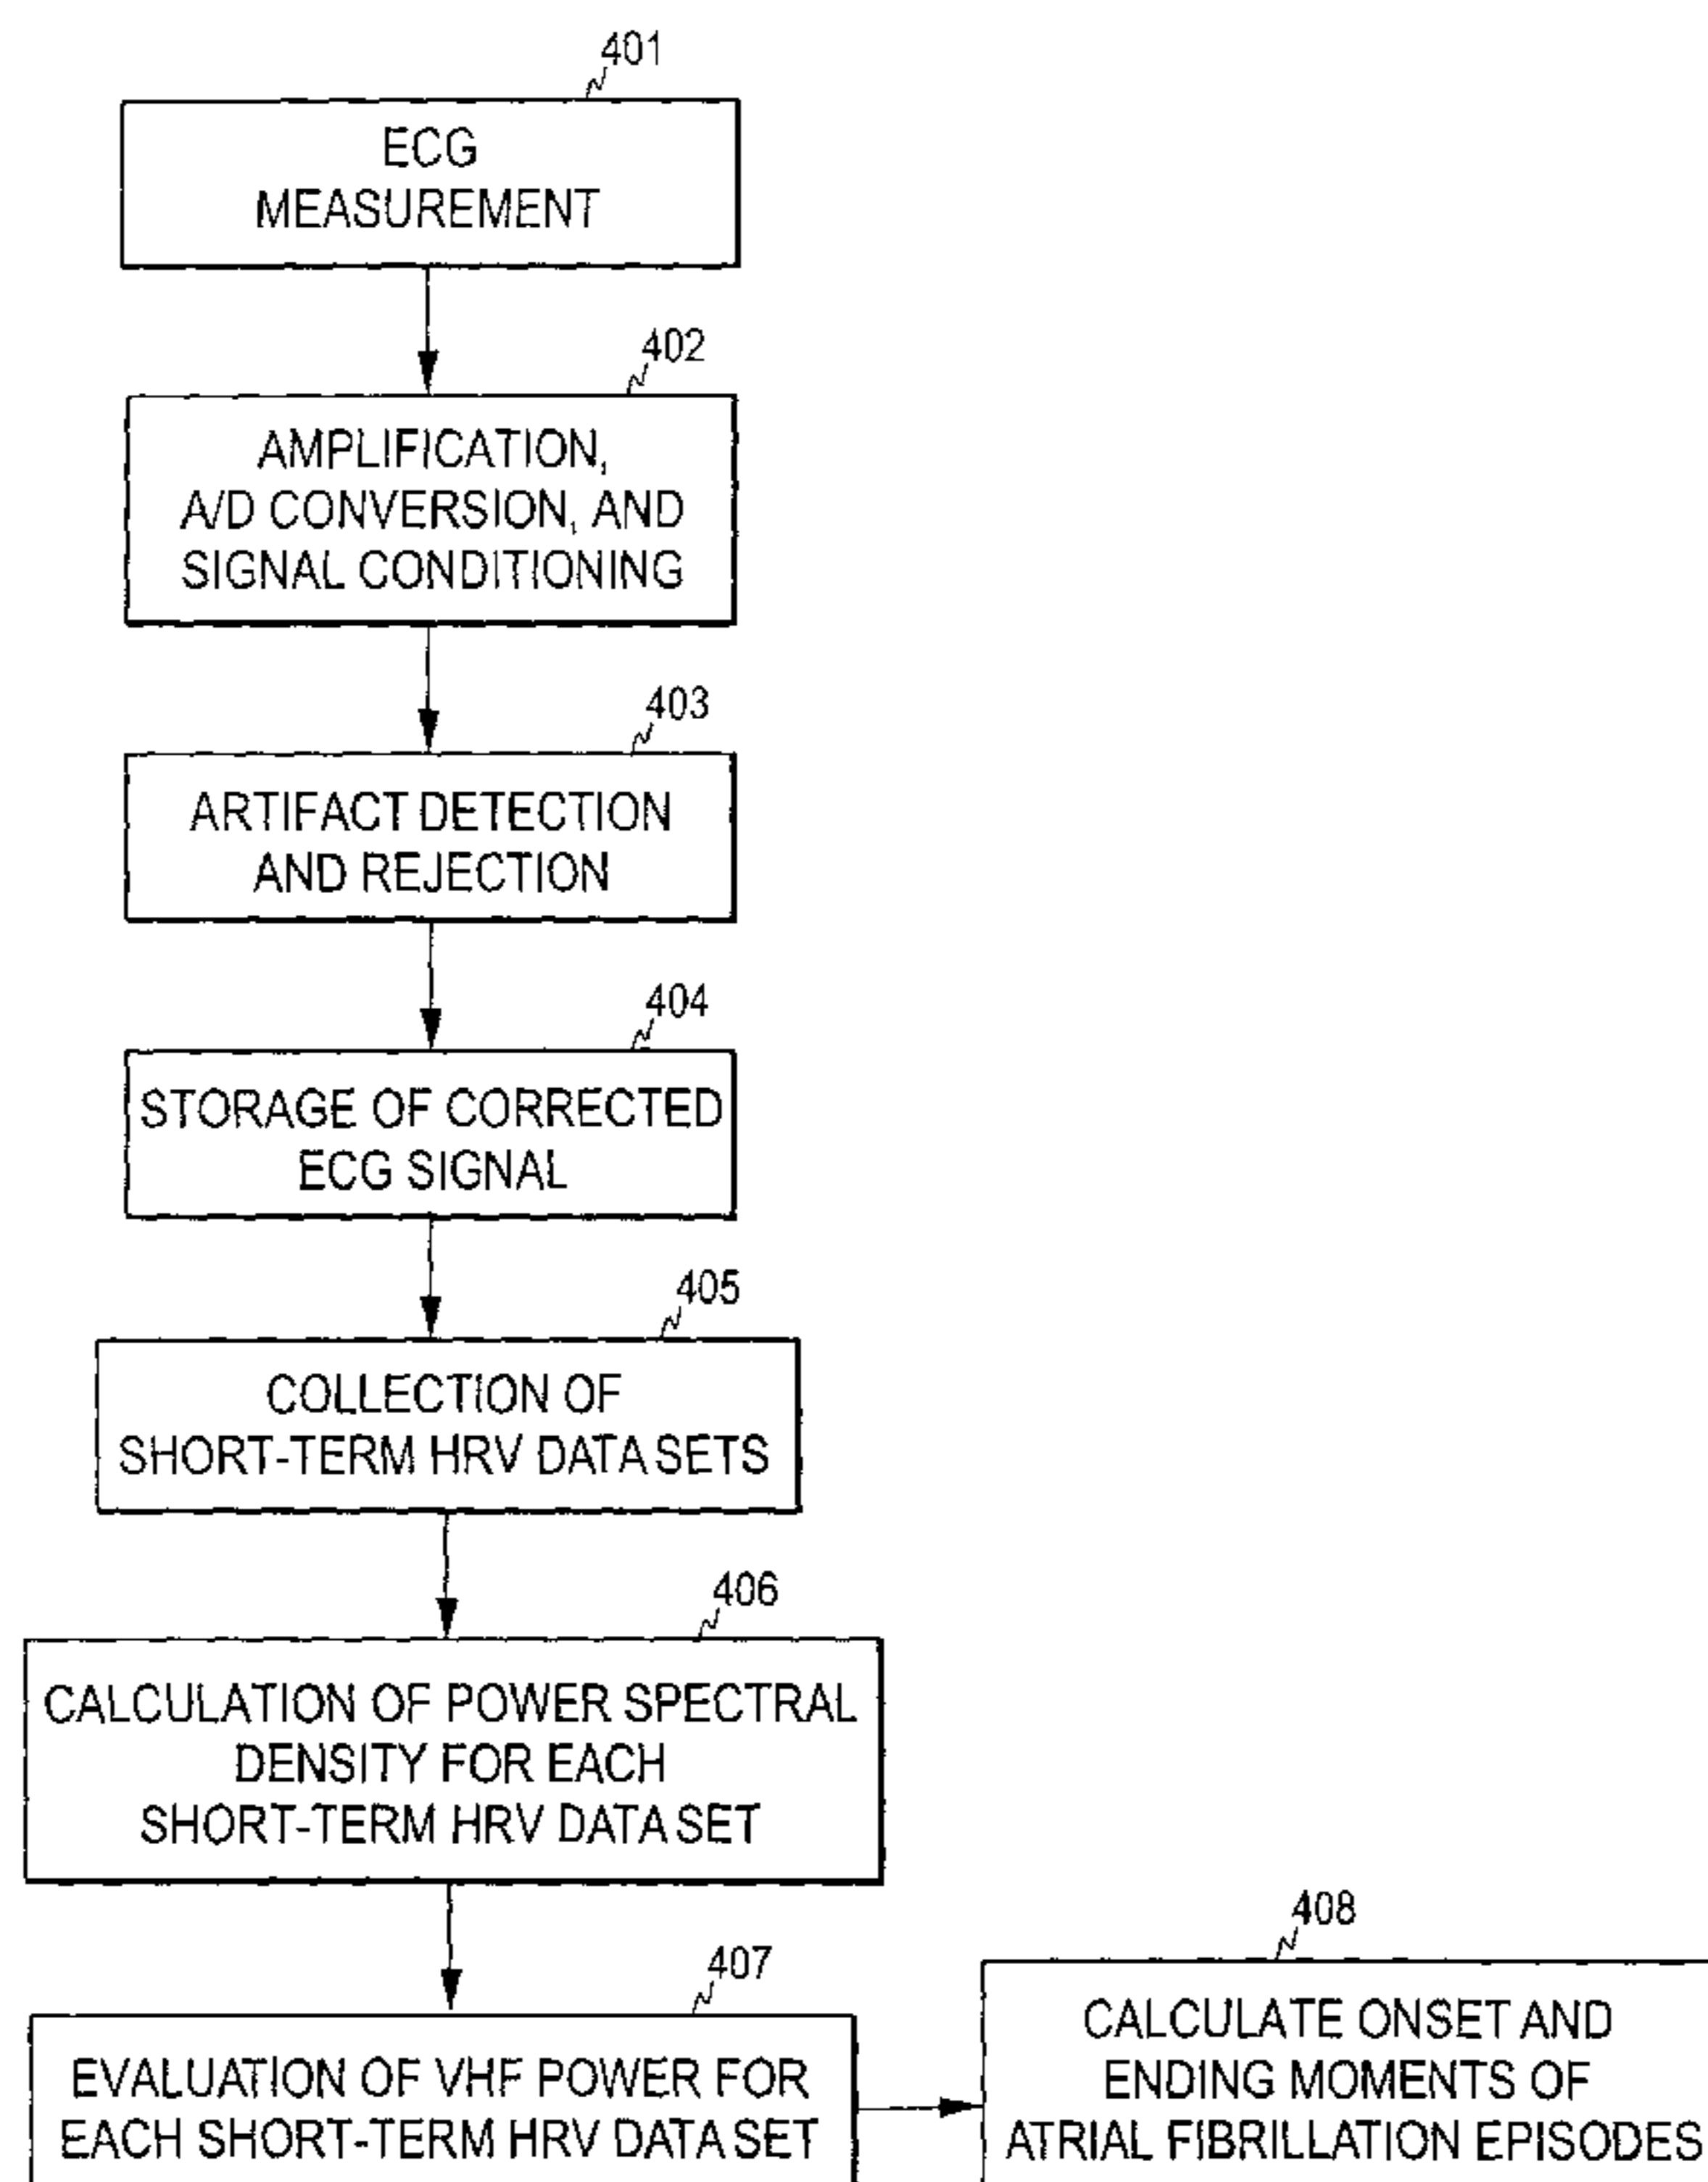 401
ECG
MEASUREMENT
402
AMPLIFICATION,
A/D CONVERSION, AND
SIGNAL CONDITIONING
403
ARTIFACT DETECTION
AND REJECTION
404
STORAGE OF CORRECTED
ECG SIGNAL
405
COLLECTION OF
SHORT-TERM HRV DATA SETS
406
CALCULATION OF POWER SPECTRAL
DENSITY FOR EACH
SHORT-TERM HRV DATA SET
407
EVALUATION OF VHF POWER FOR
EACH SHORT-TERM HRV DATA SET
408
CALCULATE ONSET AND
ENDING MOMENTS OF
ATRIAL FIBRILLATION EPISODES